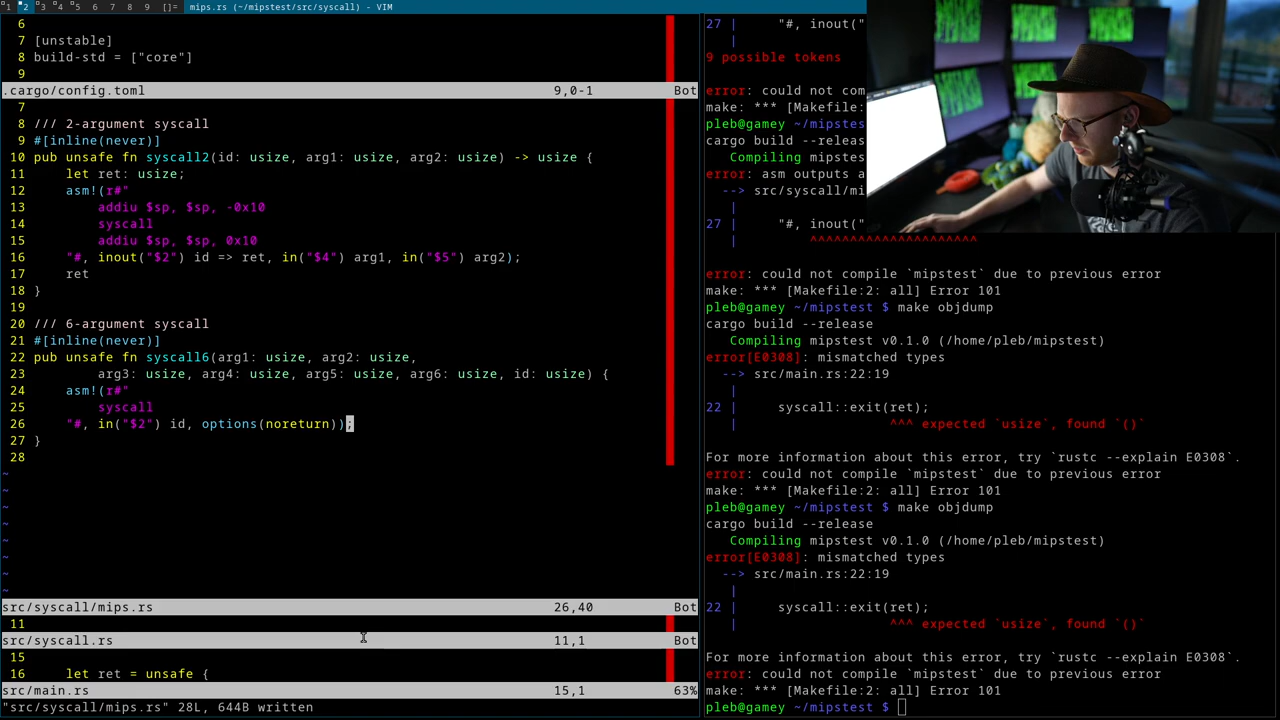 1 2 3 4 5 6 7 8 9 []= mips.rs (~/mipstest/src/syscall) - VIM
6
7 [unstable]
8 build-std = ["core"]
9
.cargo/config.toml 9,0-1 Bot
7
8 /// 2-argument syscall
9 #[inline(never)]
10 pub unsafe fn syscall2(id: usize, arg1: usize, arg2: usize) -> usize {
11 let ret: usize;
12 asm!(r#"
13 addiu $sp, $sp, -0x10
14 syscall
15 addiu $sp, $sp, 0x10
16 "#, inout("$2") id => ret, in("$4") arg1, in("$5") arg2);
17 ret
18 }
19
20 /// 6-argument syscall
21 #[inline(never)]
22 pub unsafe fn syscall6(arg1: usize, arg2: usize,
23 arg3: usize, arg4: usize, arg5: usize, arg6: usize, id: usize) {
24 asm!(r#"
25 syscall
26 "#, in("$2") id, options(noreturn));
27 }
28
~
~
~
~
~
~
~
~
src/syscall/mips.rs 26,40 Bot
11
src/syscall.rs 11,1 Bot
15
16 let ret = unsafe {
src/main.rs 15,1 63%
"src/syscall/mips.rs" 28L, 644B written
27 | "#, inout("
|
9 possible tokens
error: could not com
make: *** [Makefile:
pleb@gamey ~/mipstes
cargo build --releas
Compiling mipstes
error: asm outputs a
--> src/syscall/mi
|
27 | "#, inout("
| ^^^^^^^^^^^^^^^^^^^^^
error: could not compile `mipstest` due to previous error
make: *** [Makefile:2: all] Error 101
pleb@gamey ~/mipstest $ make objdump
cargo build --release
Compiling mipstest v0.1.0 (/home/pleb/mipstest)
error[E0308]: mismatched types
--> src/main.rs:22:19
|
22 | syscall::exit(ret);
| ^^^ expected `usize`, found `()`
For more information about this error, try `rustc --explain E0308`.
error: could not compile `mipstest` due to previous error
make: *** [Makefile:2: all] Error 101
pleb@gamey ~/mipstest $ make objdump
cargo build --release
Compiling mipstest v0.1.0 (/home/pleb/mipstest)
error[E0308]: mismatched types
--> src/main.rs:22:19
|
22 | syscall::exit(ret);
| ^^^ expected `usize`, found `()`
For more information about this error, try `rustc --explain E0308`.
error: could not compile `mipstest` due to previous error
make: *** [Makefile:2: all] Error 101
pleb@gamey ~/mipstest $